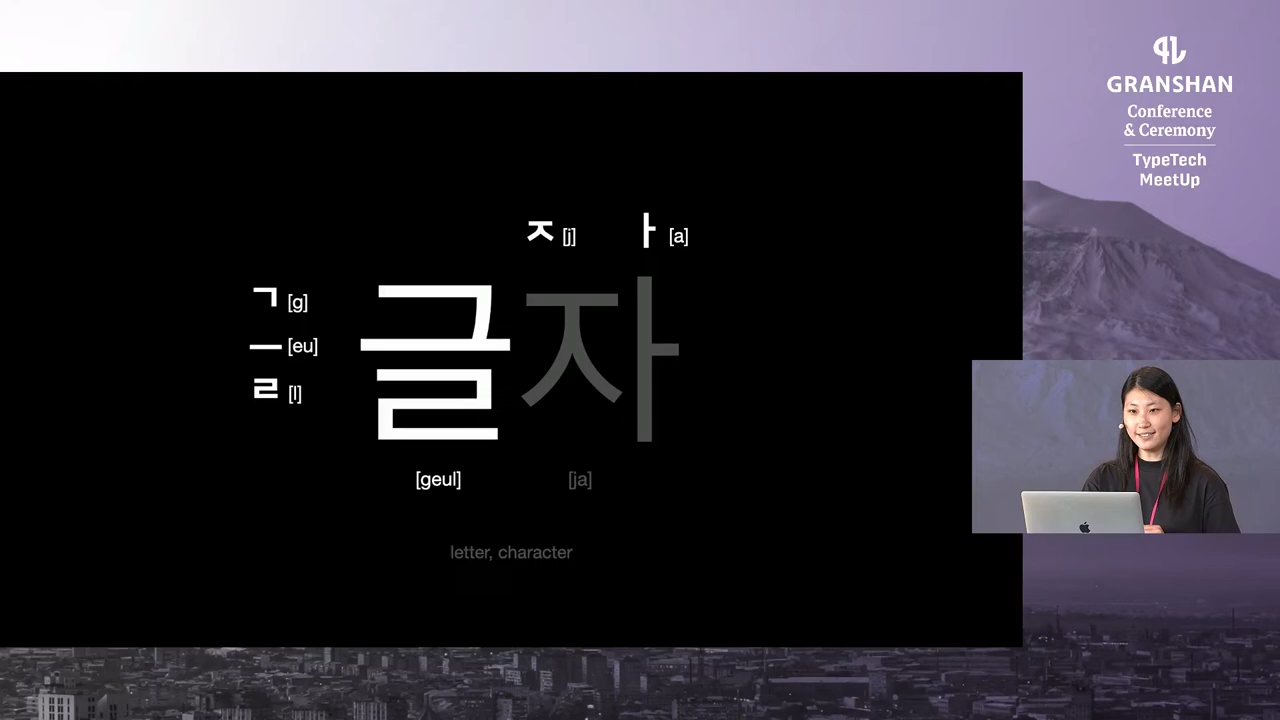 GRANSHAN
Conference
& Ceremony
TypeTech
MeetUp
ㅈ [j] ㅏ [a]
ㄱ [g]
ㅡ [eu]
ㄹ [l]
글자
[geul] [ja]
letter, character